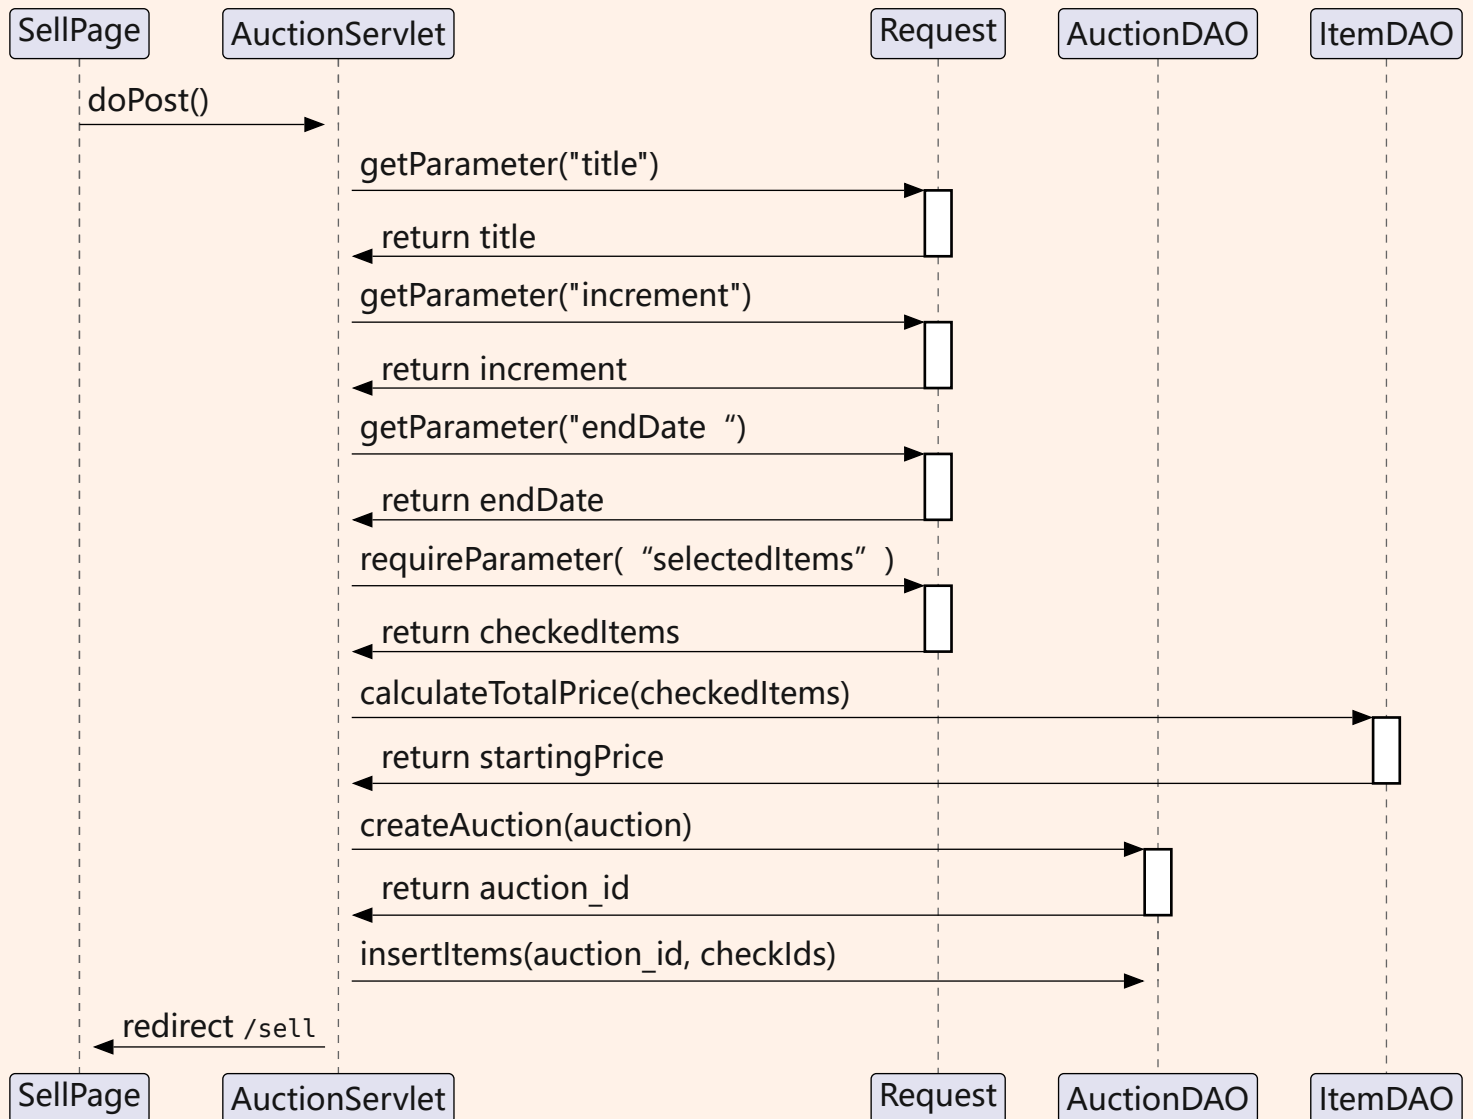 SellPage AuctionServlet Request AuctionDAO ItemDAO
doPost()
getParameter("title")
return title
getParameter("increment")
return increment
getParameter("endDate “)
return endDate
requireParameter( “selectedItems” )
return checkedItems
calculateTotalPrice(checkedItems)
return startingPrice
createAuction(auction)
return auction_id
insertItems(auction_id, checkIds)
redirect /sell
SellPage AuctionServlet Request AuctionDAO ItemDAO